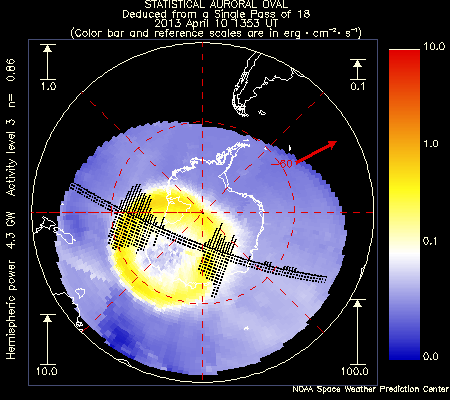 STATISTICAL AURORAL OVAL
Deduced from a Single Pass of 18
2013 April 10 1353 UT
(Color bar and reference scales are in erg·cm⁻²·s⁻¹)
1.0
0.1
10.0
1.0
0.1
0.0
-60
Hemispheric power 4.3 GW Activity level 3 n= 0.86
10.0
100.0
NOAA Space Weather Prediction Center